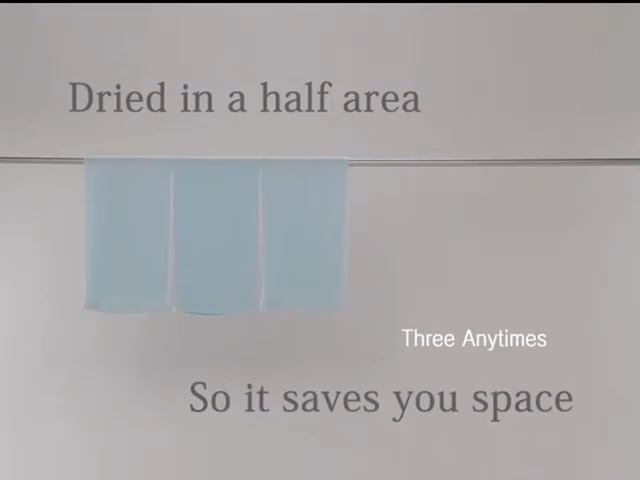 Dried in a half area
Three Anytimes
So it saves you space